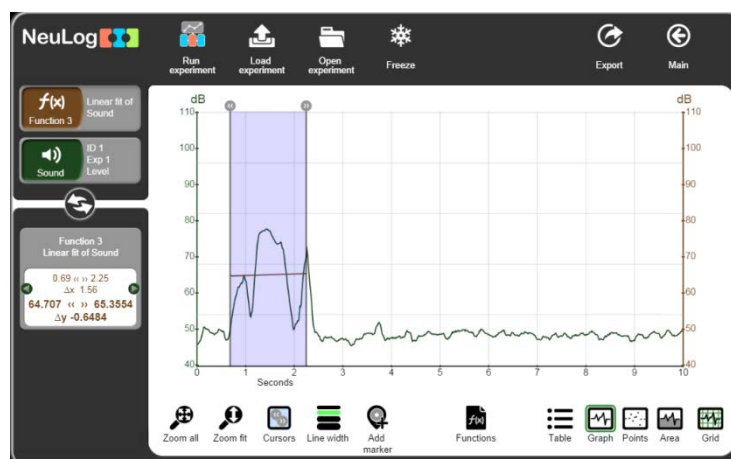 NeuLog
Run
experiment
Load
experiment
Open
experiment
Freeze
Export
Main
f(x)
Function 3
Linear fit of
Sound
Sound
ID 1
Exp 1
Level
Function 3
Linear fit of Sound
0.69 « » 2.25
Δx 1.56
64.707 « » 65.3554
Δy -0.6484
dB
110
100
90
80
70
60
50
40
0 1 2 3 4 5 6 7 8 9 10
Seconds
dB
110
100
90
80
70
60
50
40
Zoom all
Zoom fit
Cursors
Line width
Add
marker
f(x)
Functions
Table
Graph
Points
Area
Grid